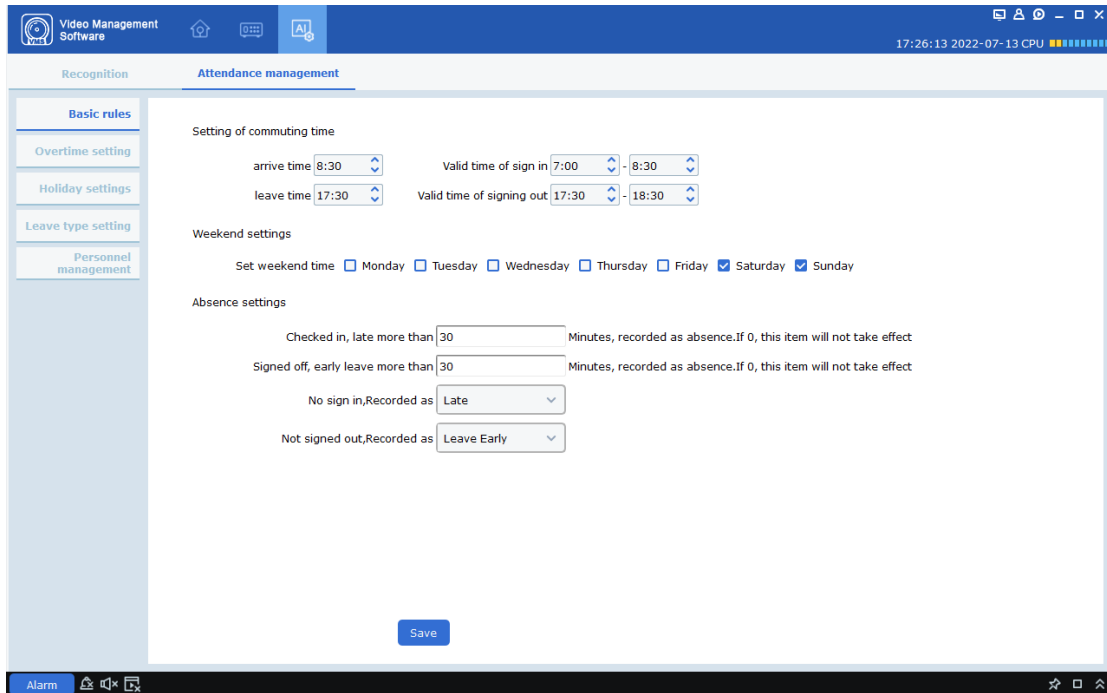 Video Management
Software
17:26:13 2022-07-13 CPU
Recognition
Attendance management
Basic rules
Overtime setting
Holiday settings
Leave type setting
Personnel
management
Setting of commuting time
arrive time 8:30 Valid time of sign in 7:00 - 8:30
leave time 17:30 Valid time of signing out 17:30 - 18:30
Weekend settings
Set weekend time Monday Tuesday Wednesday Thursday Friday Saturday Sunday
Absence settings
Checked in, late more than 30 Minutes, recorded as absence.If 0, this item will not take effect
Signed off, early leave more than 30 Minutes, recorded as absence.If 0, this item will not take effect
No sign in,Recorded as Late
Not signed out,Recorded as Leave Early
Save
Alarm